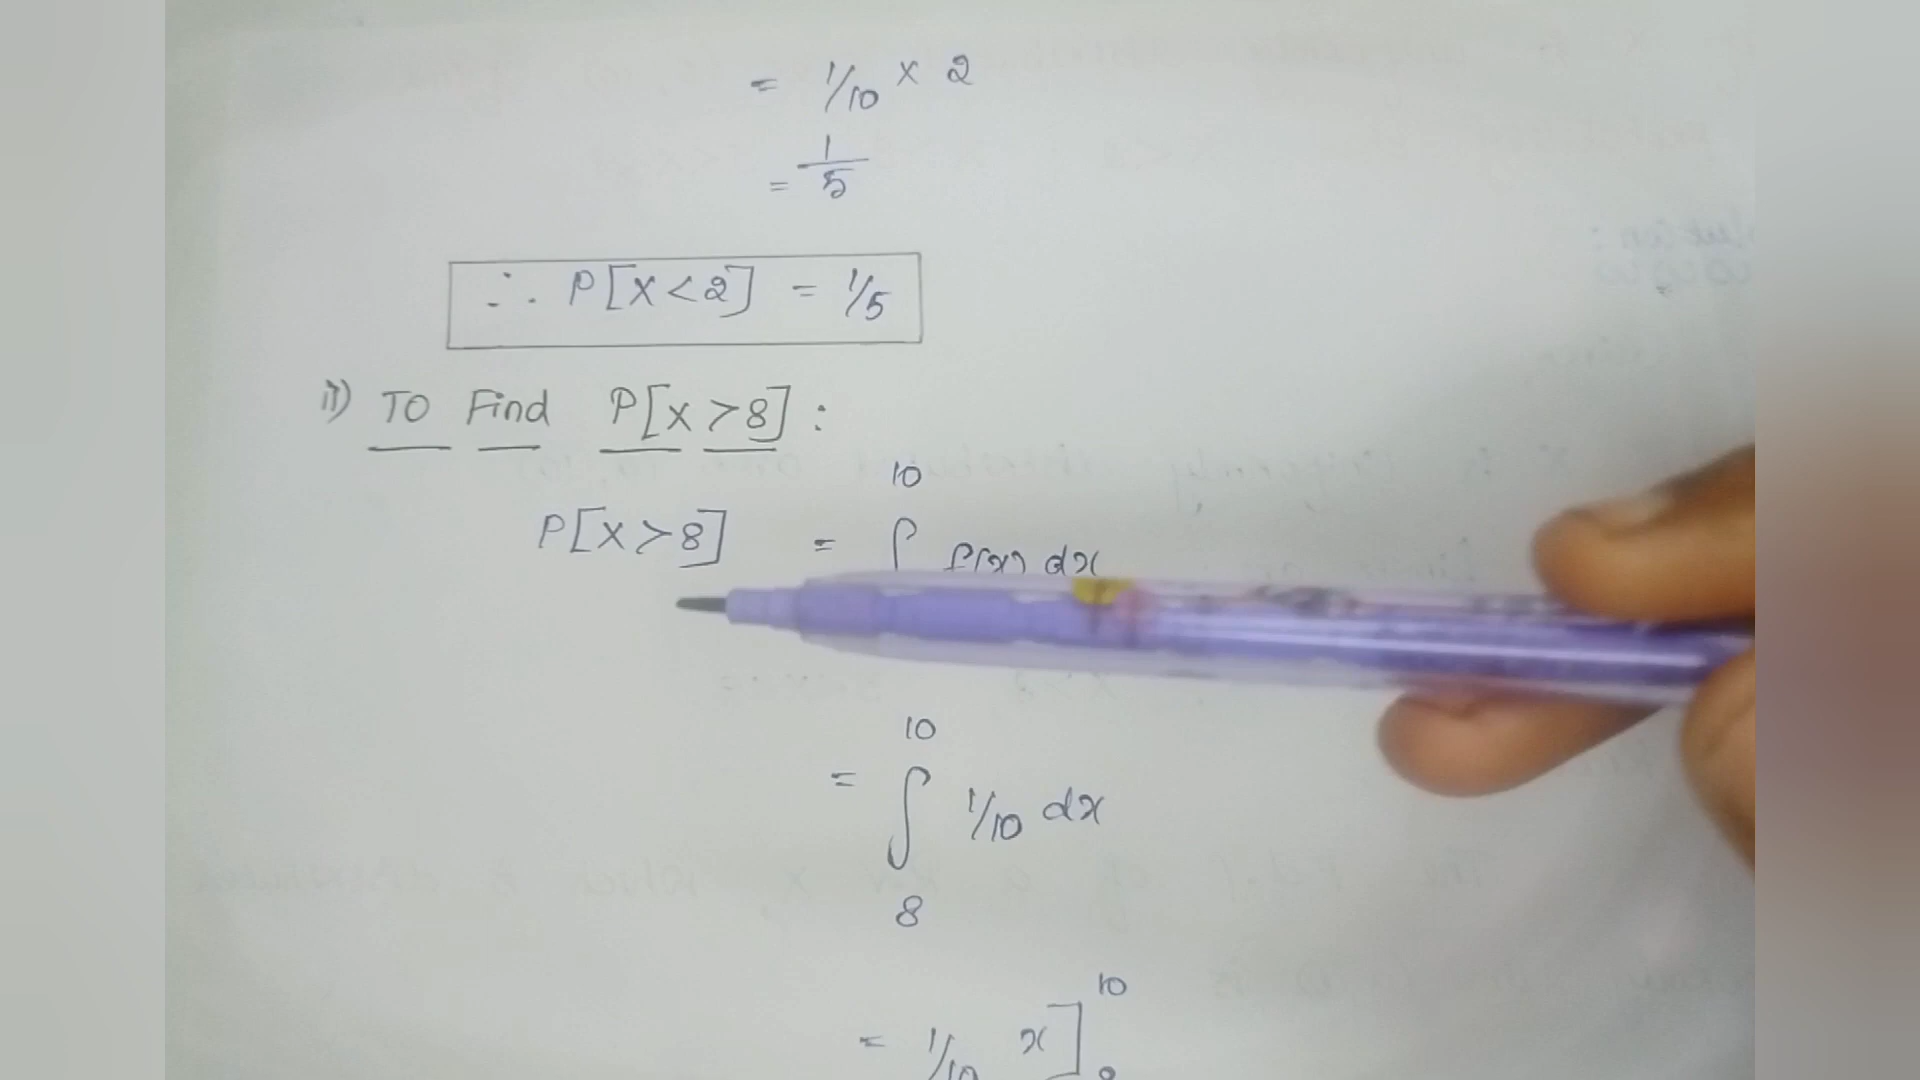 = 1/10 × 2
= 1/5
∴ P[X<2] = 1/5
ii) TO Find P[X>8]:
10
P[X>8] = ∫ f(x) dx
10
= ∫ 1/10 dx
8
10
= 1/10 x]